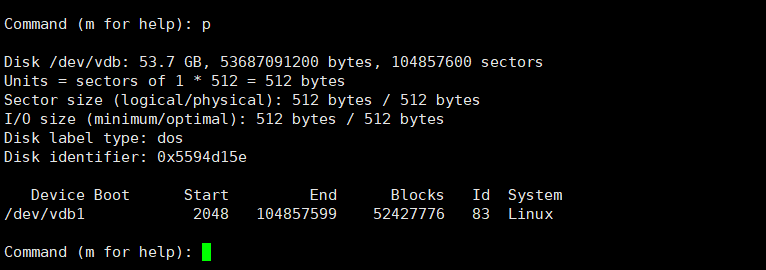 Command (m for help): p
Disk /dev/vdb: 53.7 GB, 53687091200 bytes, 104857600 sectors
Units = sectors of 1 * 512 = 512 bytes
Sector size (logical/physical): 512 bytes / 512 bytes
I/O size (minimum/optimal): 512 bytes / 512 bytes
Disk label type: dos
Disk identifier: 0x5594d15e
   Device Boot      Start         End      Blocks   Id  System
/dev/vdb1            2048   104857599    52427776   83  Linux
Command (m for help):